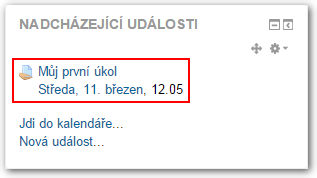 NADCHÁZEJÍCÍ UDÁLOSTI
Můj první úkol
Středa, 11. březen, 12.05
Jdi do kalendáře...
Nová událost...